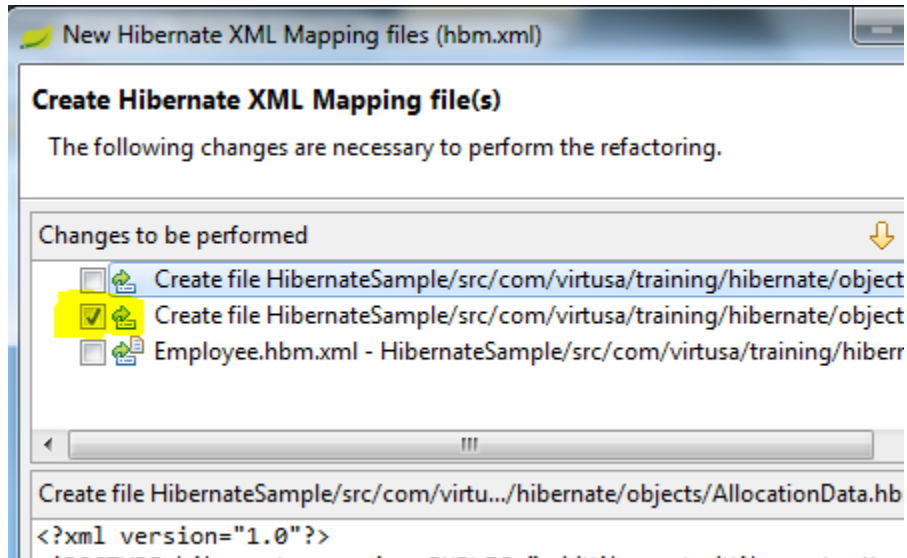 New Hibernate XML Mapping files (hbm.xml)
Create Hibernate XML Mapping file(s)
The following changes are necessary to perform the refactoring.
Changes to be performed
Create file HibernateSample/src/com/virtusa/training/hibernate/object
Create file HibernateSample/src/com/virtusa/training/hibernate/object
Employee.hbm.xml - HibernateSample/src/com/virtusa/training/hibern
Create file HibernateSample/src/com/virtu.../hibernate/objects/AllocationData.hb
<?xml version="1.0"?>